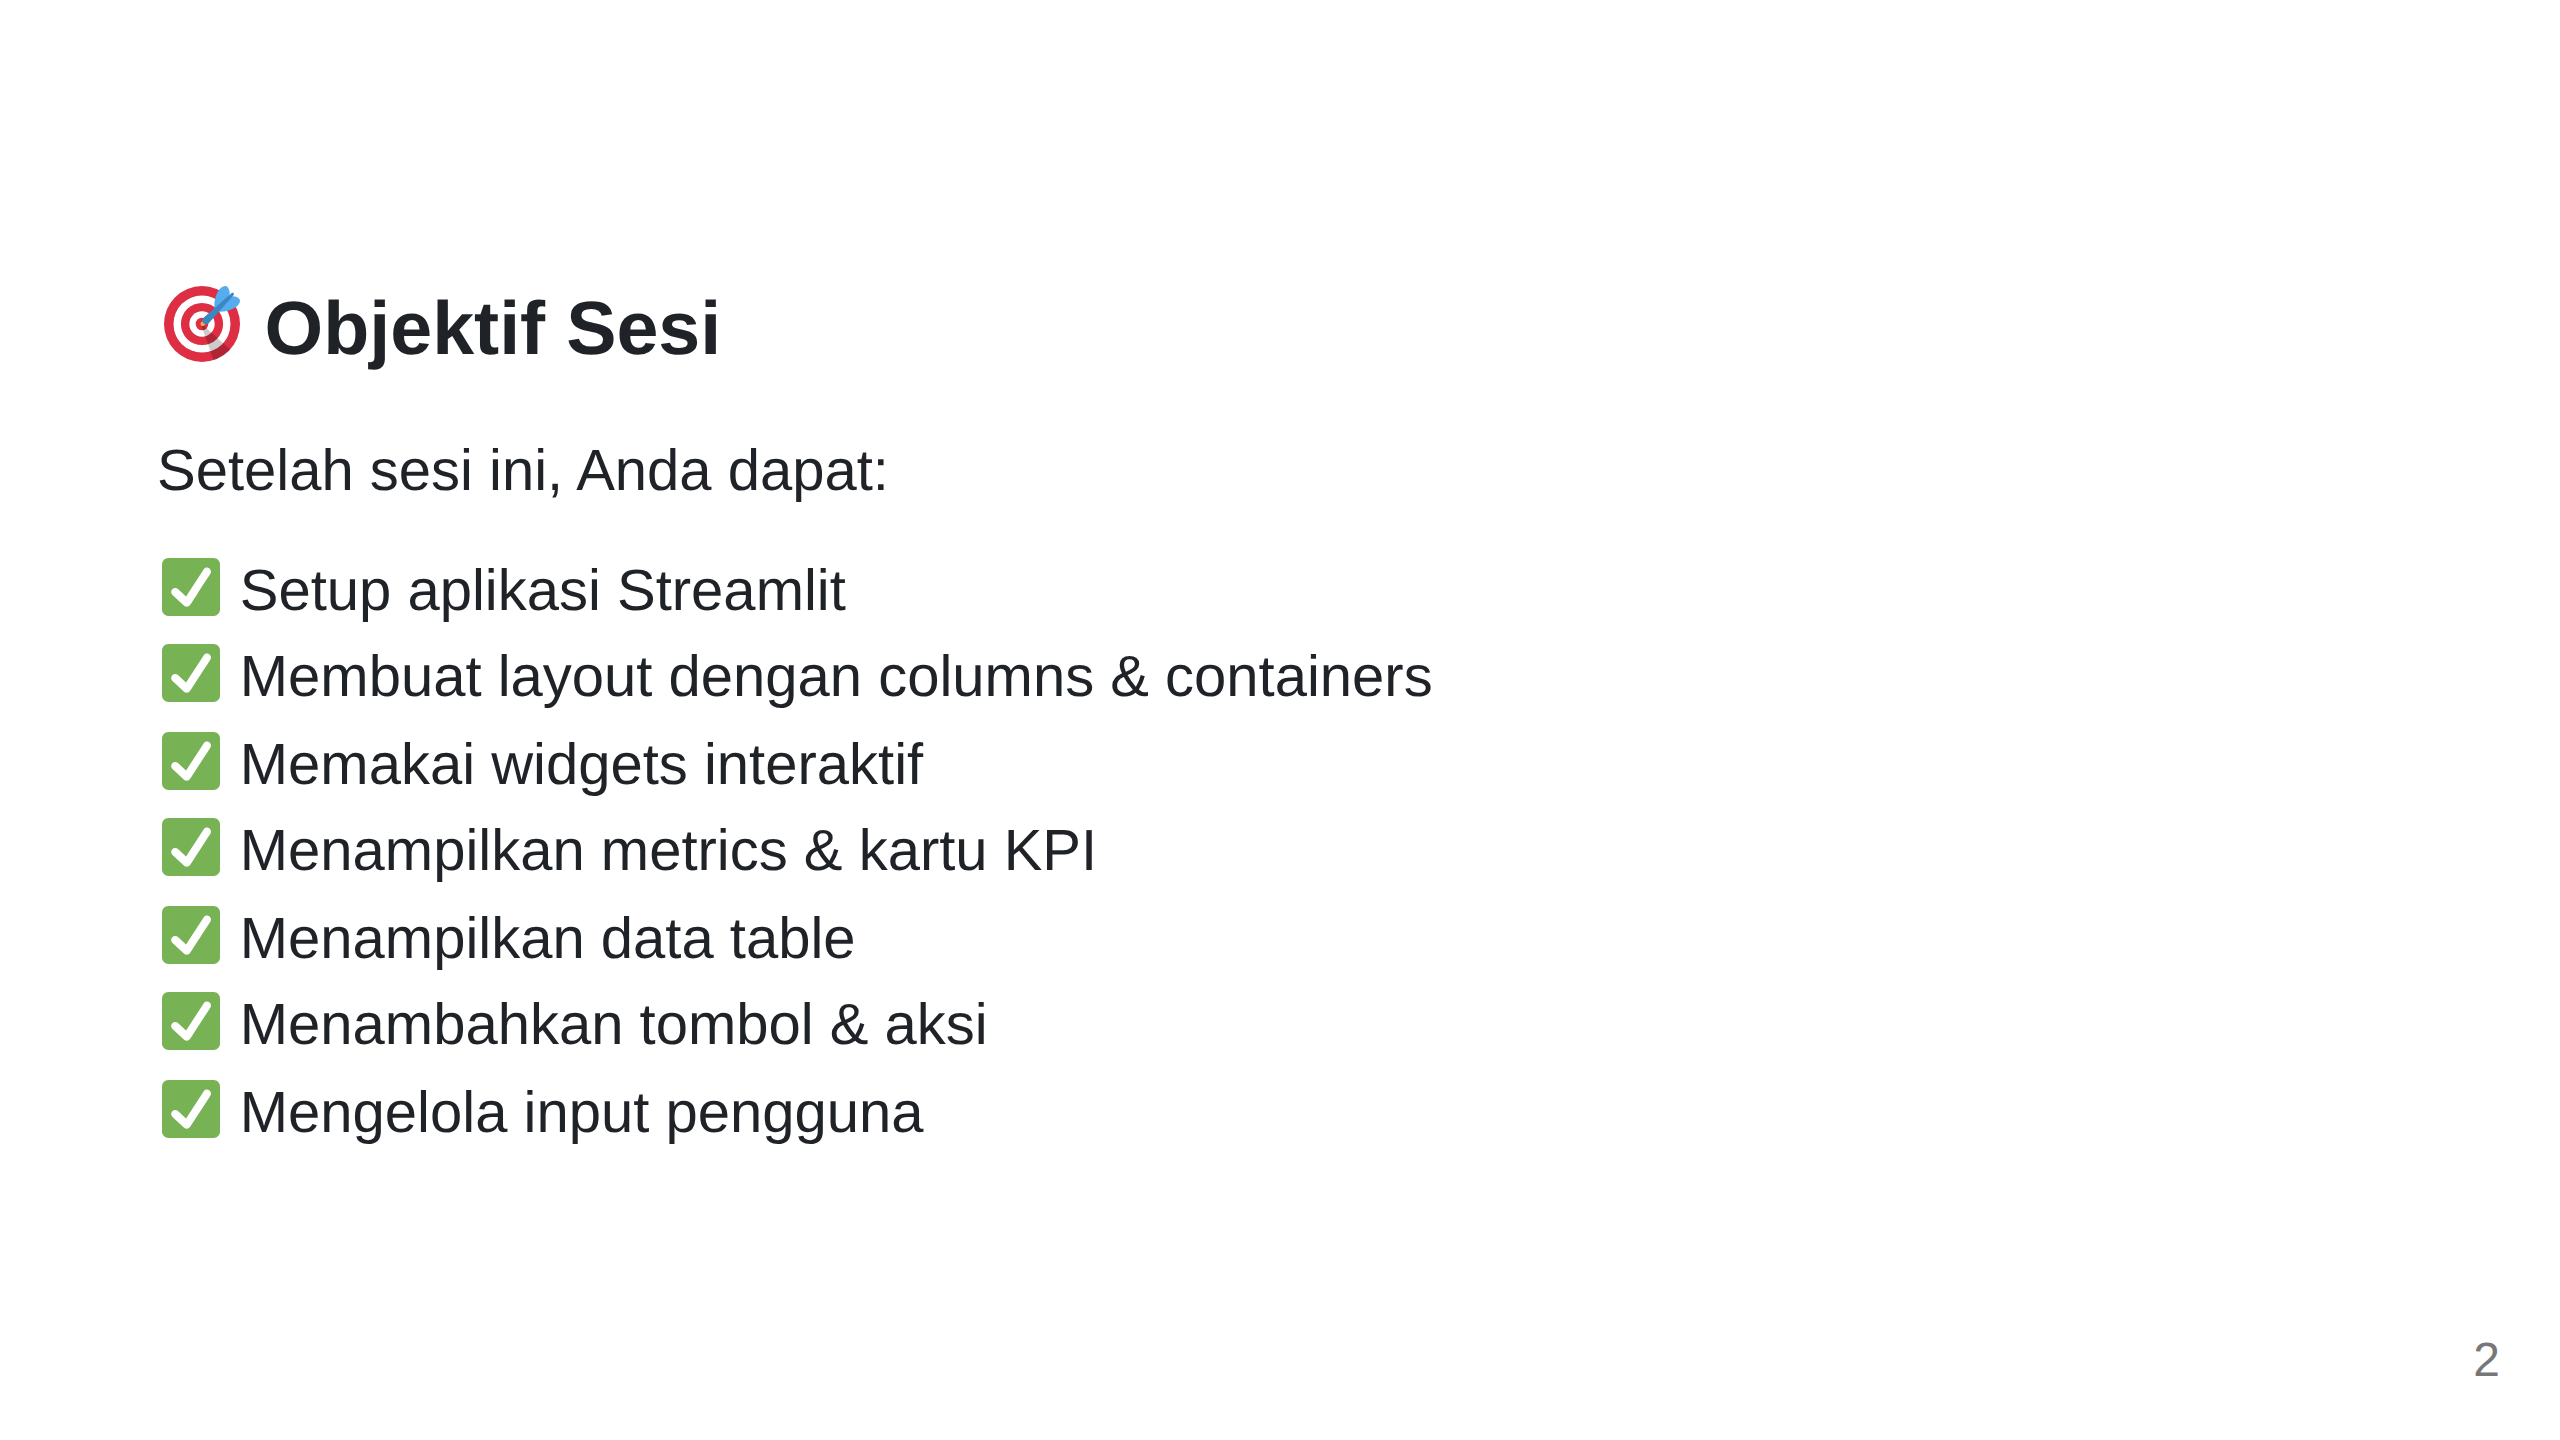 🎯 Objektif Sesi
Setelah sesi ini, Anda dapat:
✅ Setup aplikasi Streamlit
✅ Membuat layout dengan columns & containers
✅ Memakai widgets interaktif
✅ Menampilkan metrics & kartu KPI
✅ Menampilkan data table
✅ Menambahkan tombol & aksi
✅ Mengelola input pengguna
2